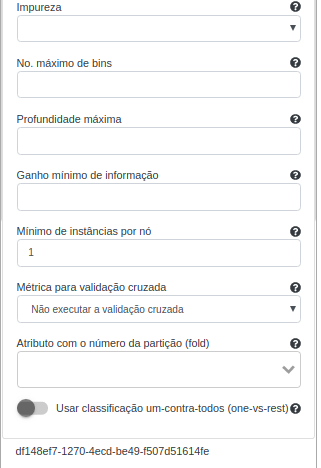 Impureza
No. máximo de bins
Profundidade máxima
Ganho mínimo de informação
Mínimo de instâncias por nó
1
Métrica para validação cruzada
Não executar a validação cruzada
Atributo com o número da partição (fold)
Usar classificação um-contra-todos (one-vs-rest)
df148ef7-1270-4ecd-be49-f507d51614fe